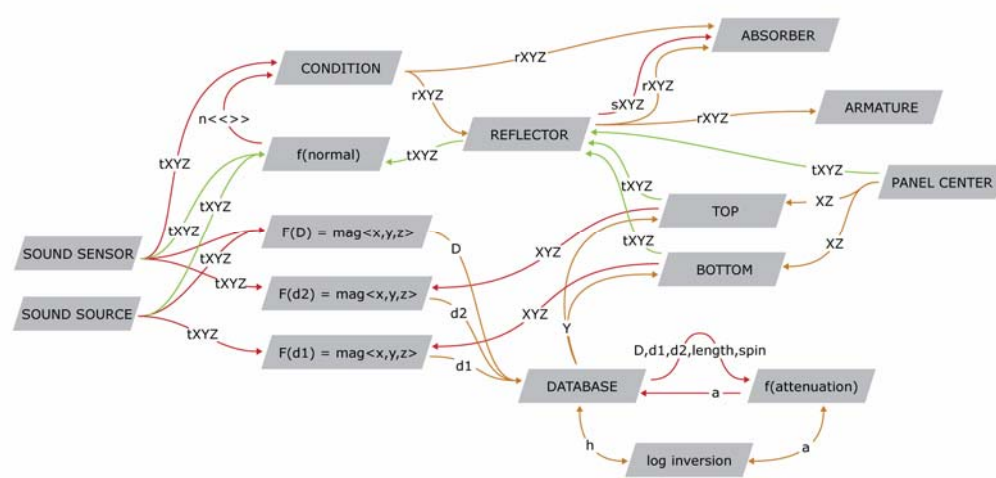 ABSORBER
CONDITION
rXYZ
rXYZ
rXYZ
sXYZ
ARMATURE
n<<>>
REFLECTOR
rXYZ
f(normal)
tXYZ
tXYZ
tXYZ
PANEL CENTER
tXYZ
tXYZ
XZ
TOP
tXYZ
F(D) = mag<x,y,z>
D
tXYZ
XZ
SOUND SENSOR
XYZ
BOTTOM
tXYZ
tXYZ
F(d2) = mag<x,y,z>
SOUND SOURCE
d2
XYZ
Y
tXYZ
F(d1) = mag<x,y,z>
D,d1,d2,length,spin
d1
DATABASE
a
f(attenuation)
h
log inversion
a